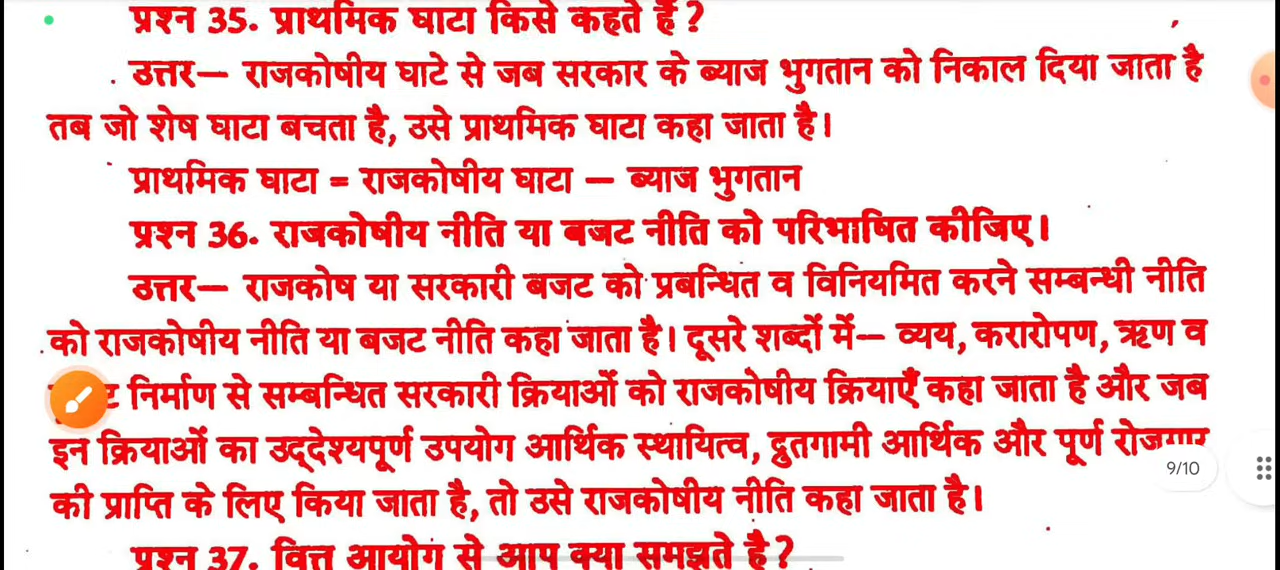 प्रश्न 35. प्राथमिक घाटा किसे कहते हैं ?
उत्तर— राजकोषीय घाटे से जब सरकार के ब्याज भुगतान को निकाल दिया जाता है
तब जो शेष घाटा बचता है, उसे प्राथमिक घाटा कहा जाता है।
प्राथमिक घाटा = राजकोषीय घाटा — ब्याज भुगतान
प्रश्न 36. राजकोषीय नीति या बजट नीति को परिभाषित कीजिए।
उत्तर— राजकोष या सरकारी बजट को प्रबन्धित व विनियमित करने सम्बन्धी नीति
को राजकोषीय नीति या बजट नीति कहा जाता है। दूसरे शब्दों में— व्यय, करारोपण, ऋण व
निर्माण से सम्बन्धित सरकारी क्रियाओं को राजकोषीय क्रियाएँ कहा जाता है और जब
इन क्रियाओं का उद्देश्यपूर्ण उपयोग आर्थिक स्थायित्व, द्रुतगामी आर्थिक और पूर्ण रोजगार
9/10
की प्राप्ति के लिए किया जाता है, तो उसे राजकोषीय नीति कहा जाता है।
प्रश्न 37. वित्त आयोग से आप क्या समझते है ?